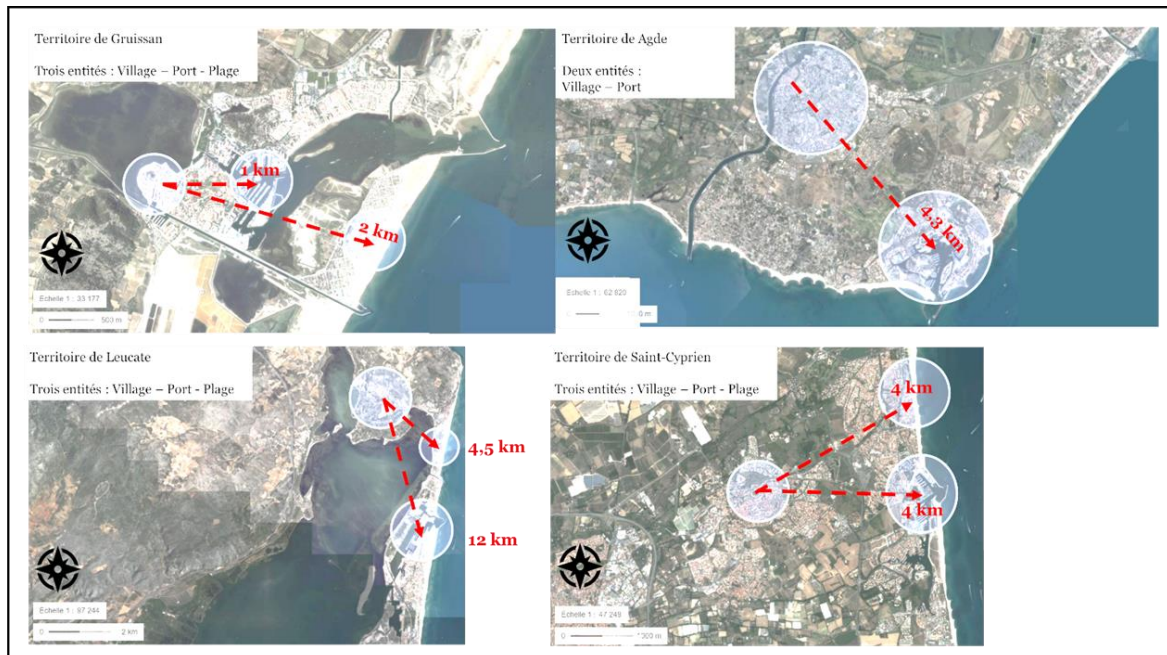 Territoire de Gruissan
Trois entités : Village – Port - Plage
1 km
2 km
Echelle 1 : 33 177
0 500 m
Territoire de Agde
Deux entités :
Village – Port
4,3 km
Echelle 1 : 62 820
0
Territoire de Leucate
Trois entités : Village – Port - Plage
4,5 km
12 km
Echelle 1 : 87 244
0 2 km
Territoire de Saint-Cyprien
Trois entités : Village – Port - Plage
4 km
4 km
Echelle 1 : 47 248
0 1000 m